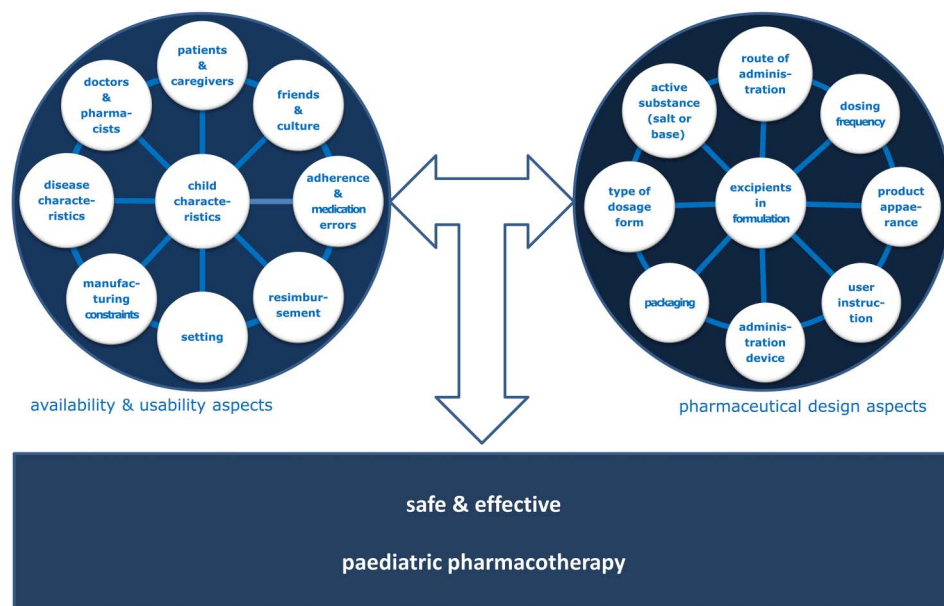 patients
&
caregivers
doctors
&
pharma-
cists
friends
&
culture
disease
characte-
ristics
child
characte-
ristics
adherence
&
medication
errors
manufac-
turing
constraints
setting
resimbur-
sement
availability & usability aspects
route of
adminis-
tration
active
substance
(salt or
base)
dosing
frequency
type of
dosage
form
excipients
in
formulation
product
appae-
rance
packaging
adminis-
tration
device
user
instruc-
tion
pharmaceutical design aspects
safe & effective
paediatric pharmacotherapy